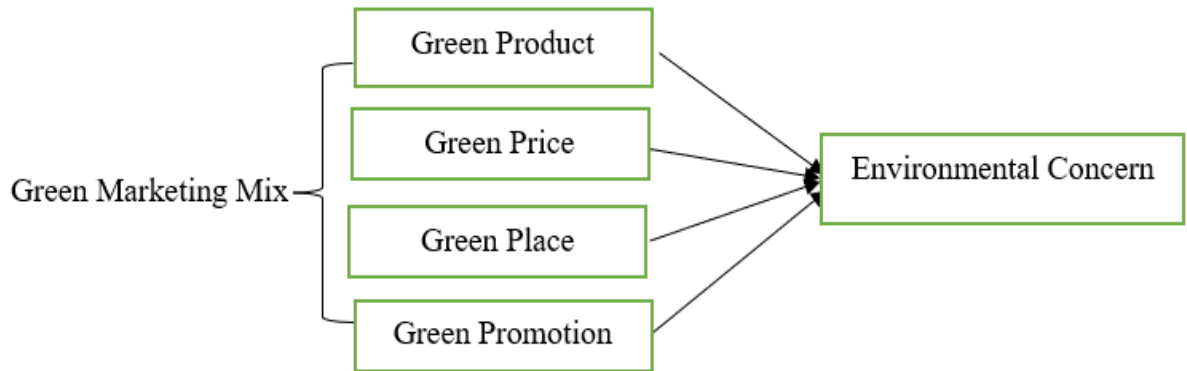 Green Product
Green Price
Environmental Concern
Green Marketing Mix
Green Place
Green Promotion